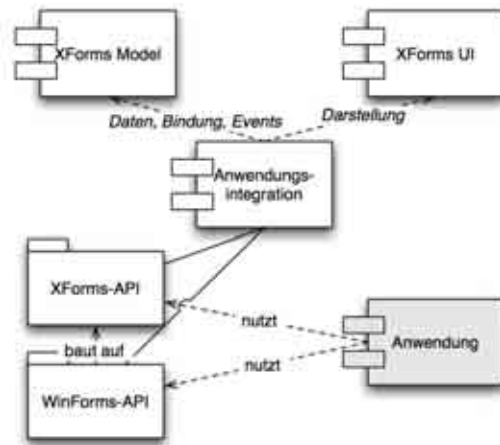 XForms Model
XForms UI
Daten, Bindung, Events
Darstellung
Anwendungs-
integration
XForms-API
nutzt
baut auf
Anwendung
nutzt
WinForms-API